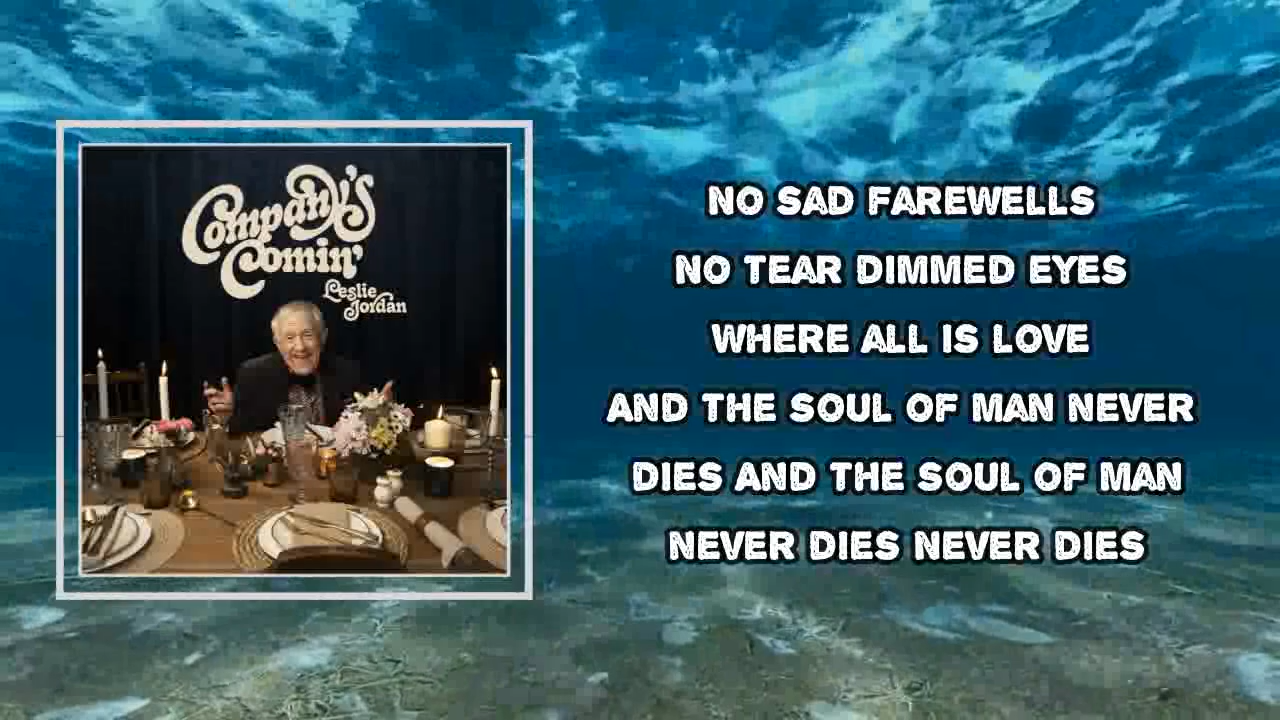 Company's
Comin'
Leslie
Jordan
NO SAD FAREWELLS
NO TEAR DIMMED EYES
WHERE ALL IS LOVE
AND THE SOUL OF MAN NEVER
DIES AND THE SOUL OF MAN
NEVER DIES NEVER DIES